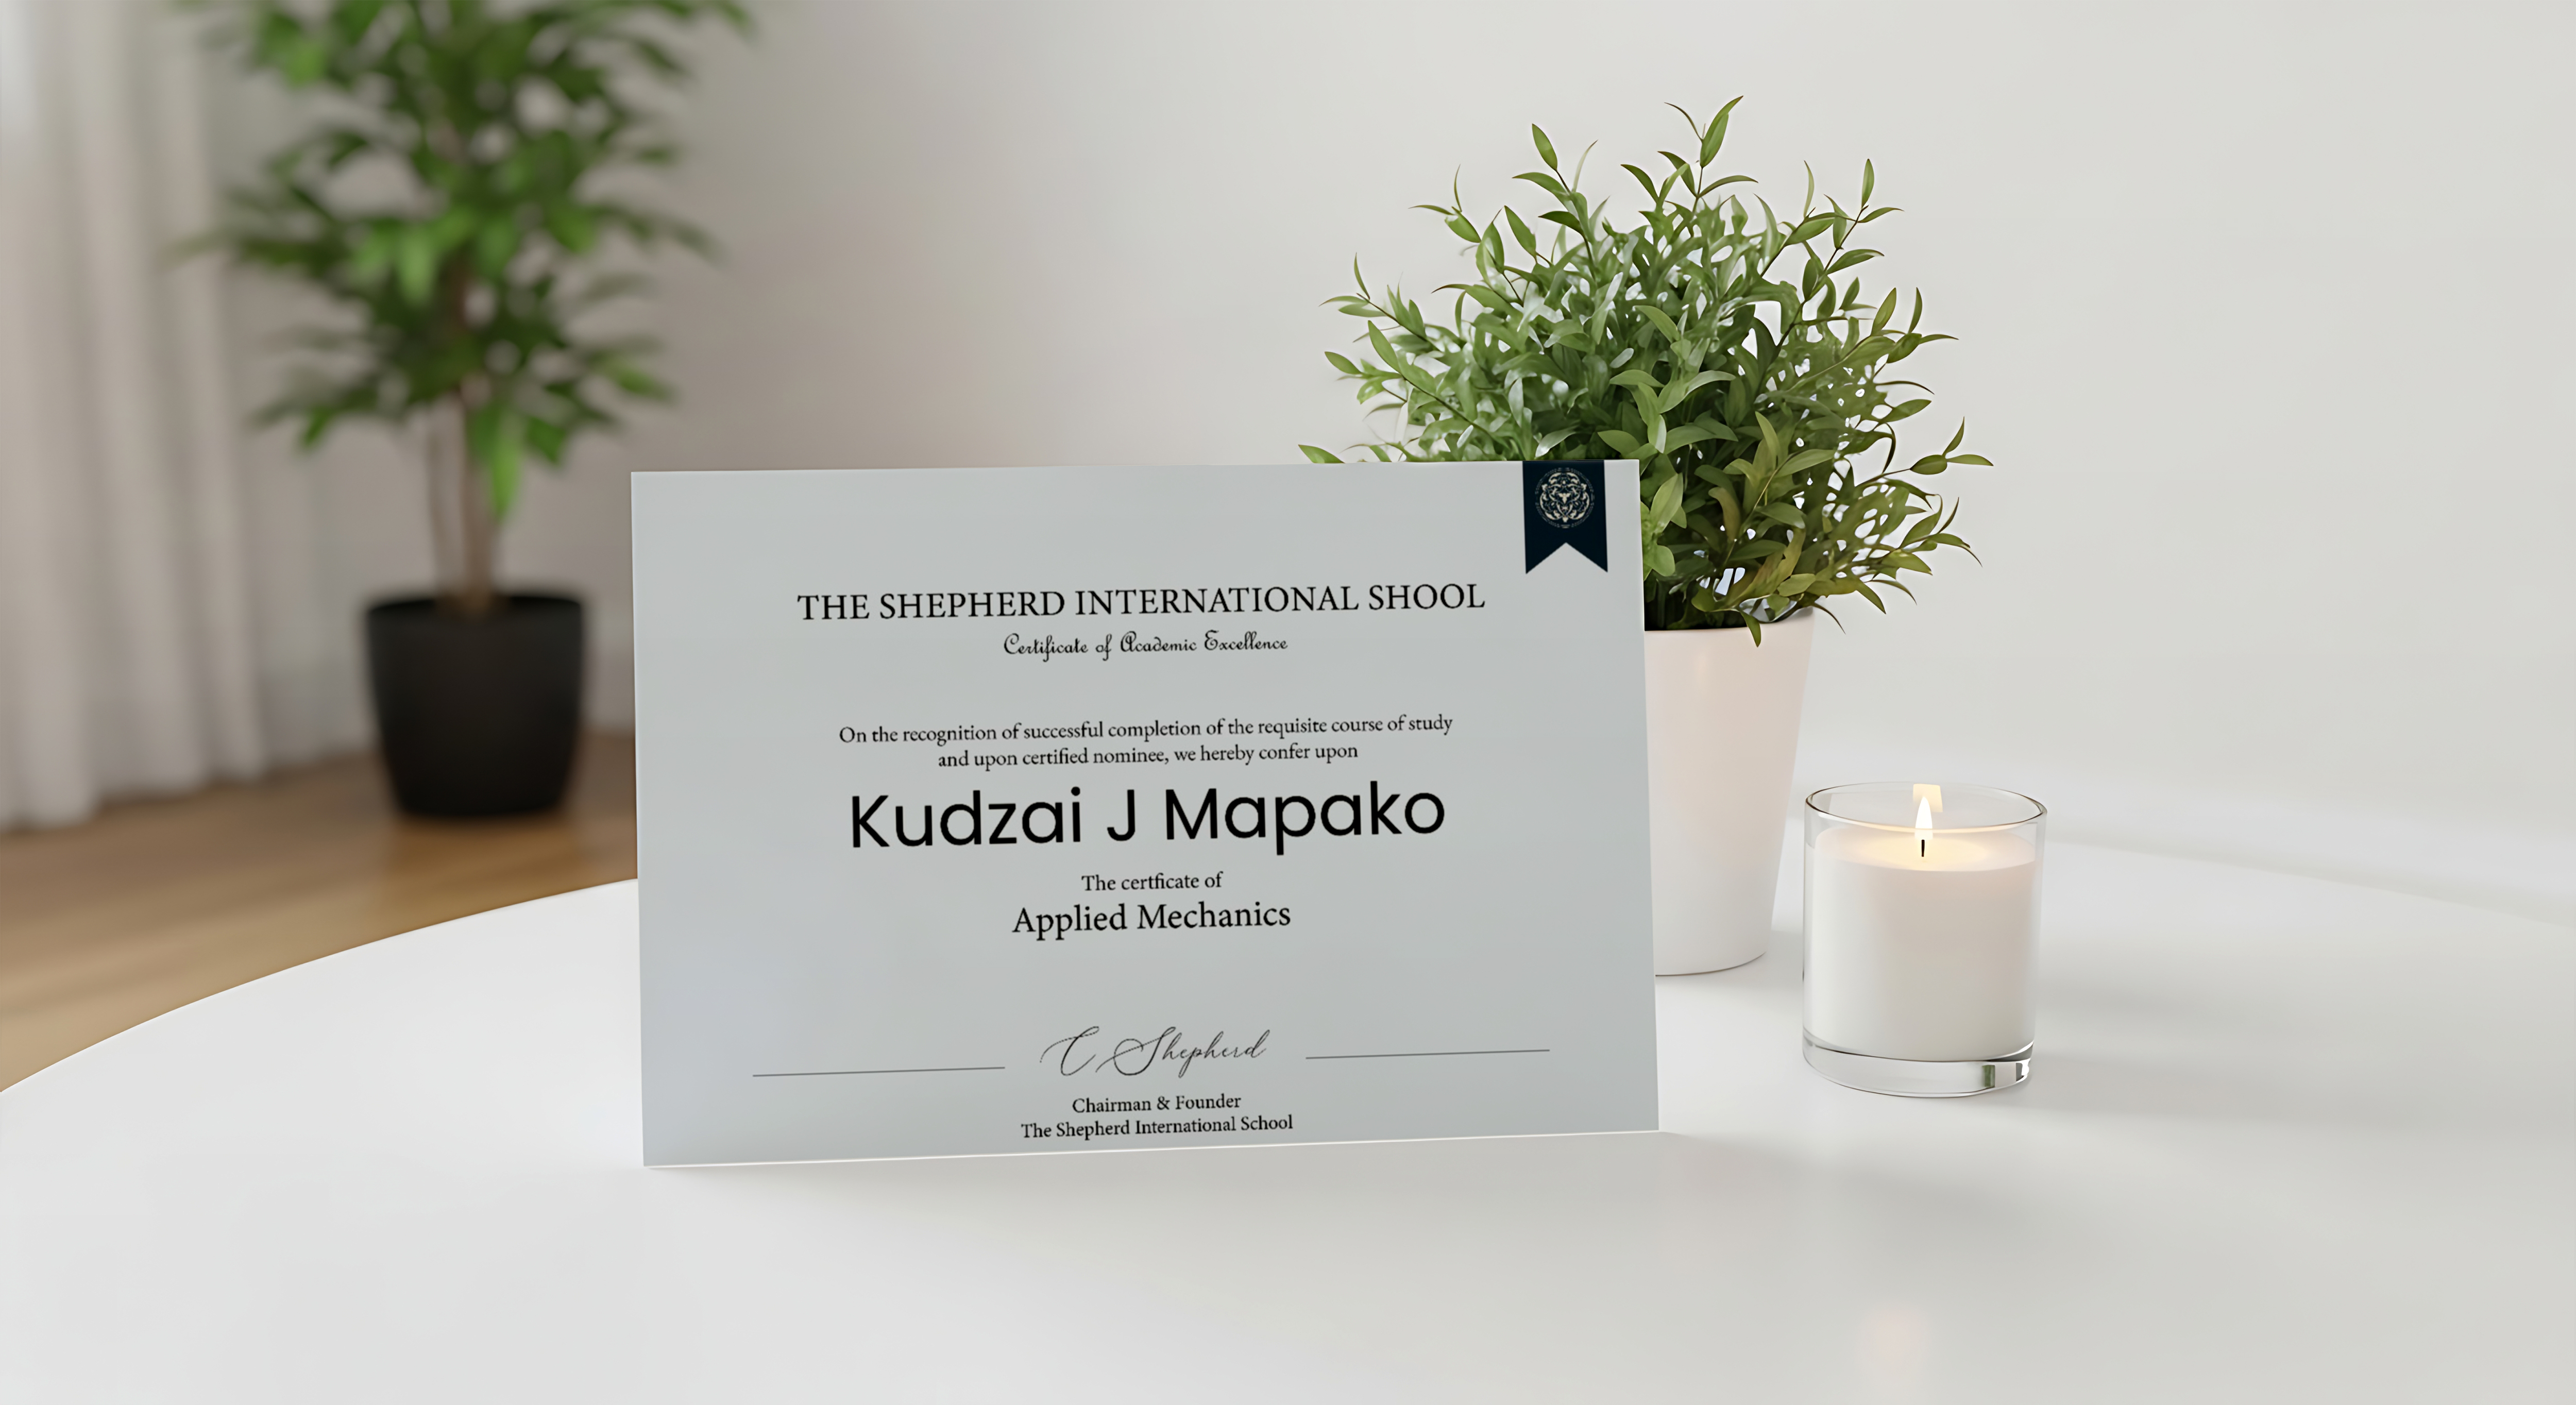 THE SHEPHERD INTERNATIONAL SHOOL
Certificate of Academic Excellence
On the recognition of successful completion of the requisite course of study
and upon certified nominee, we hereby confer upon
Kudzai J Mapako
The certficate of
Applied Mechanics
C Shepherd
Chairman & Founder
The Shepherd International School